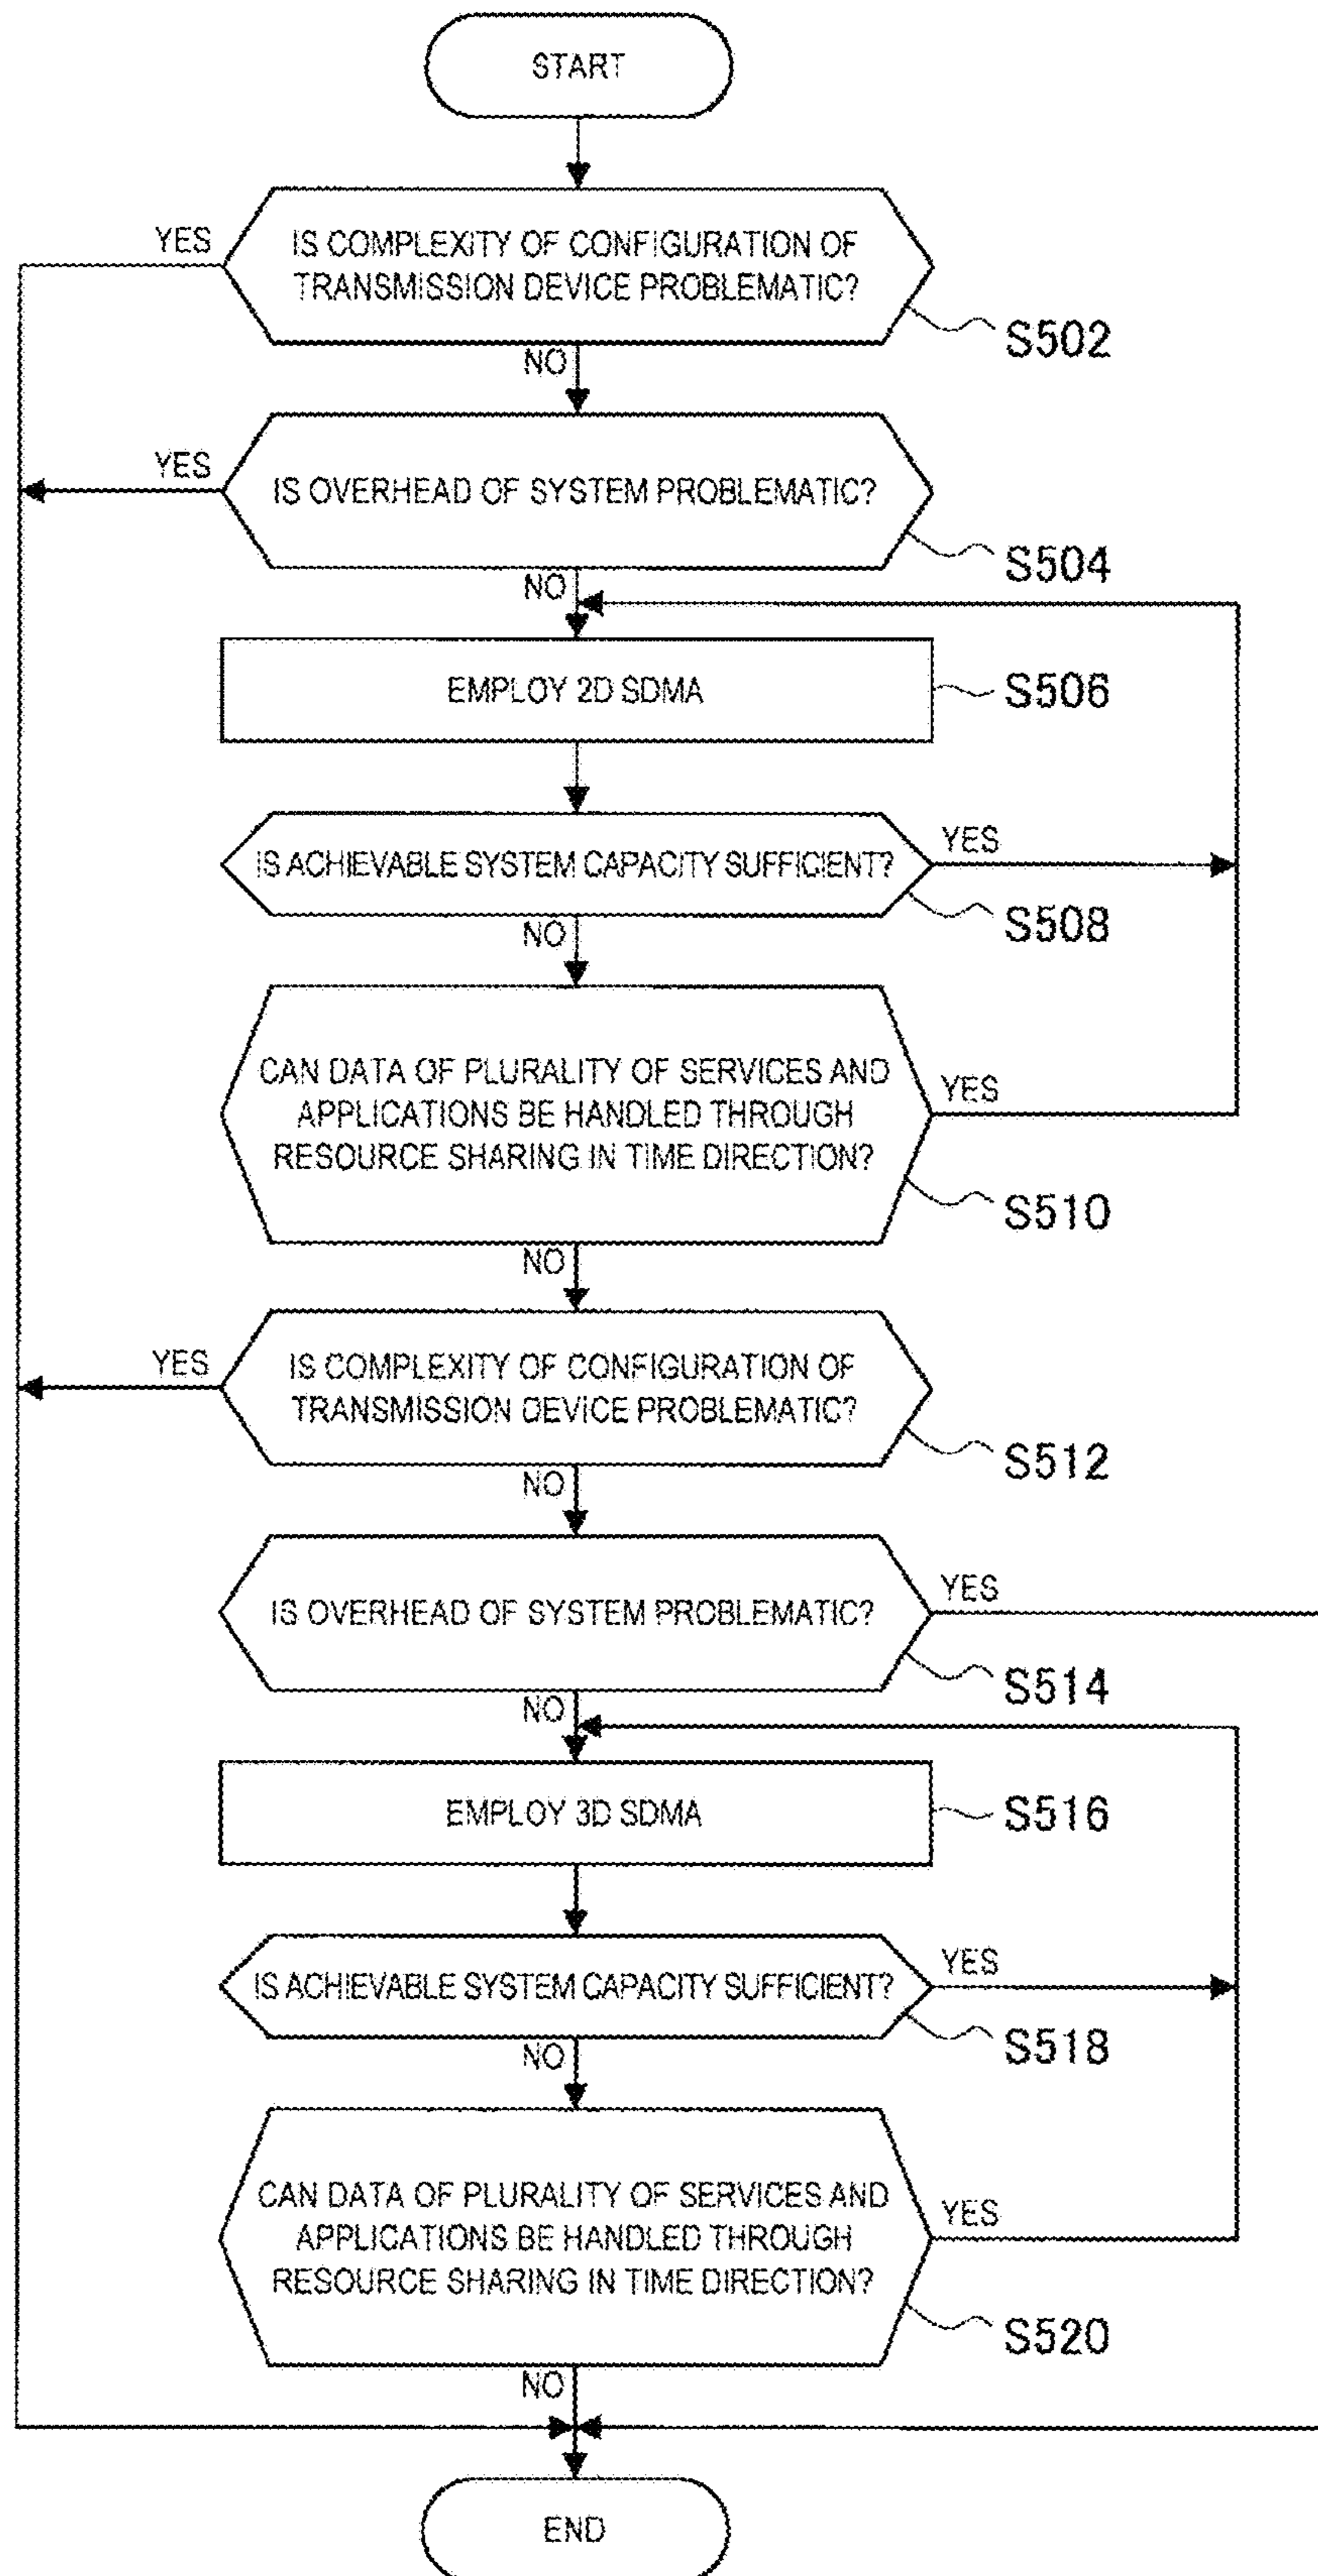 START
YES
IS COMPLEXITY OF CONFIGURATION OF
TRANSMISSION DEVICE PROBLEMATIC?
S502
NO
YES
IS OVERHEAD OF SYSTEM PROBLEMATIC?
S504
NO
EMPLOY 2D SDMA
S506
IS ACHIEVABLE SYSTEM CAPACITY SUFFICIENT?
YES
S508
NO
CAN DATA OF PLURALITY OF SERVICES AND
APPLICATIONS BE HANDLED THROUGH
RESOURCE SHARING IN TIME DIRECTION?
YES
S510
NO
YES
IS COMPLEXITY OF CONFIGURATION OF
TRANSMISSION DEVICE PROBLEMATIC?
S512
NO
IS OVERHEAD OF SYSTEM PROBLEMATIC?
YES
S514
NO
EMPLOY 3D SDMA
S516
IS ACHIEVABLE SYSTEM CAPACITY SUFFICIENT?
YES
S518
NO
CAN DATA OF PLURALITY OF SERVICES AND
APPLICATIONS BE HANDLED THROUGH
RESOURCE SHARING IN TIME DIRECTION?
YES
S520
NO
END